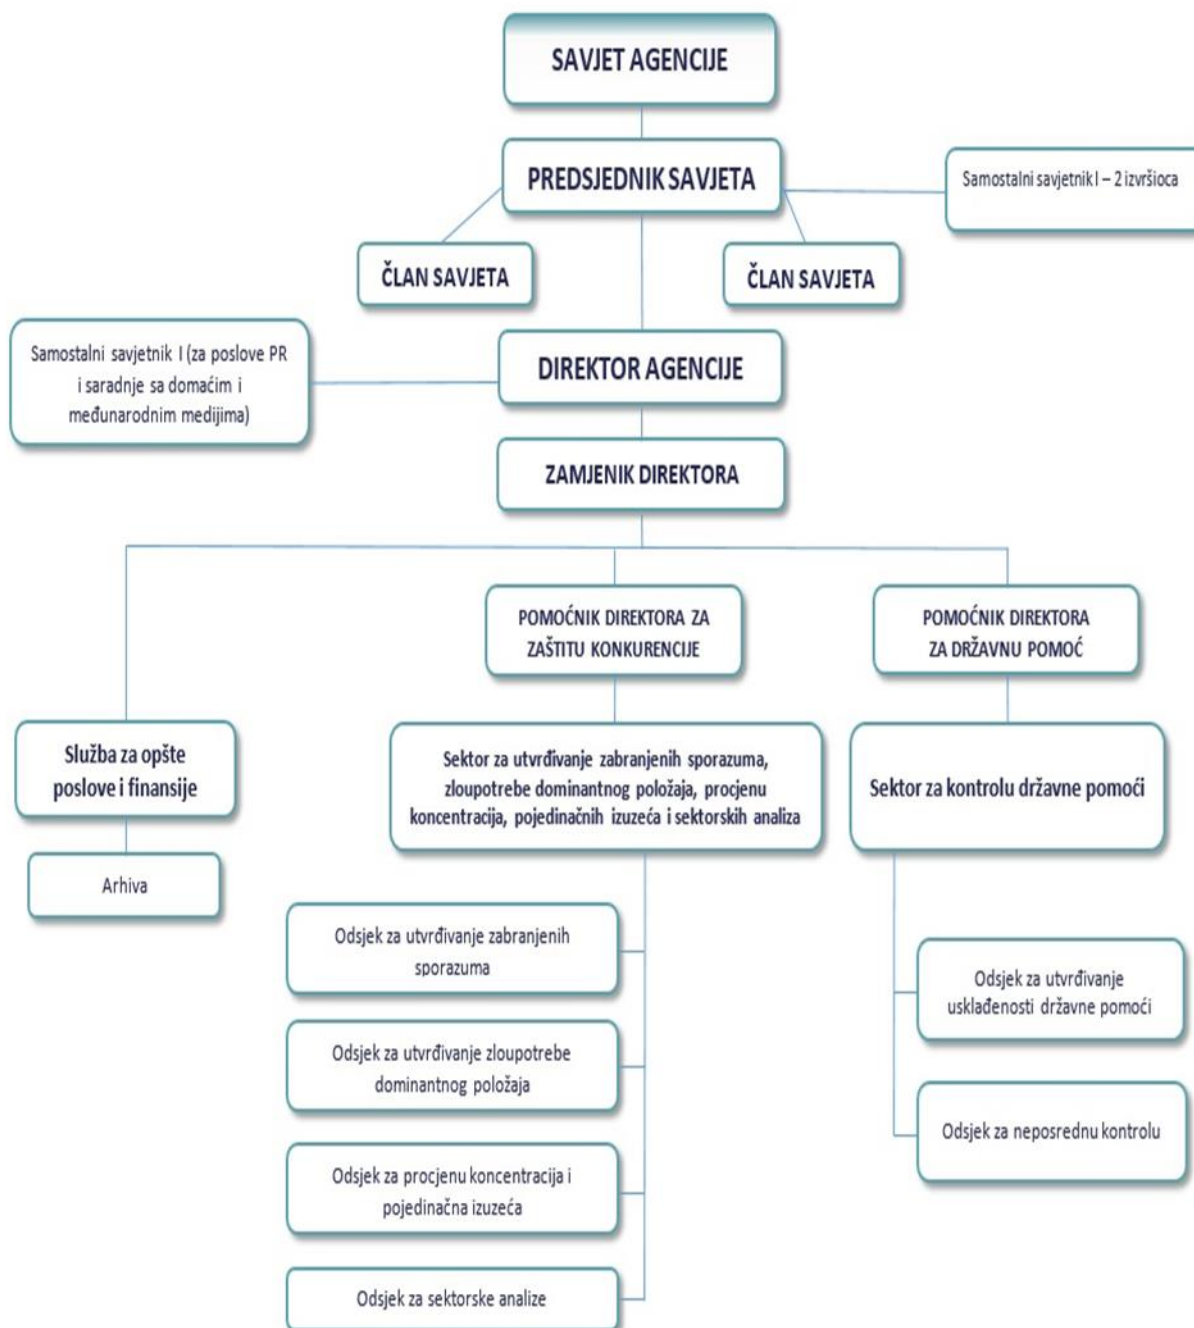 SAVJET AGENCIJE
PREDSJEDNIK SAVJETA
Samostalni savjetnik I – 2 izvršioca
ČLAN SAVJETA
ČLAN SAVJETA
Samostalni savjetnik I (za poslove PR
i saradnje sa domaćim i
međunarodnim medijima)
DIREKTOR AGENCIJE
ZAMJENIK DIREKTORA
POMOĆNIK DIREKTORA ZA
ZAŠTITU KONKURENCIJE
POMOĆNIK DIREKTORA
ZA DRŽAVNU POMOĆ
Služba za opšte
poslove i finansije
Sektor za utvrđivanje zabranjenih sporazuma,
zloupotrebe dominantnog položaja, procjenu
koncentracija, pojedinačnih izuzeća i sektorskih analiza
Sektor za kontrolu državne pomoći
Arhiva
Odsjek za utvrđivanje zabranjenih
sporazuma
Odsjek za utvrđivanje zloupotrebe
dominantnog položaja
Odsjek za procjenu koncentracija i
pojedinačna izuzeća
Odsjek za sektorske analize
Odsjek za utvrđivanje
usklađenosti državne pomoći
Odsjek za neposrednu kontrolu